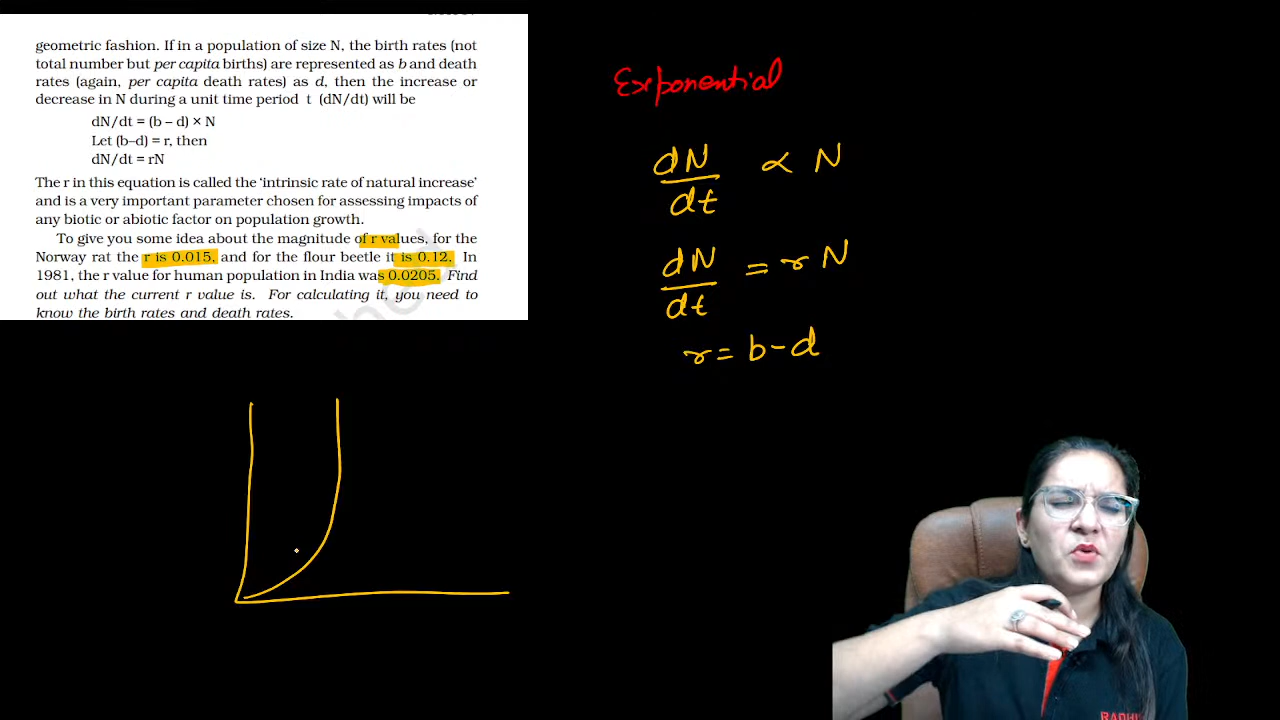 geometric fashion. If in a population of size N, the birth rates (not
total number but per capita births) are represented as b and death
rates (again, per capita death rates) as d, then the increase or
decrease in N during a unit time period t (dN/dt) will be
dN/dt = (b – d) × N
Let (b–d) = r, then
dN/dt = rN
The r in this equation is called the ‘intrinsic rate of natural increase’
and is a very important parameter chosen for assessing impacts of
any biotic or abiotic factor on population growth.
To give you some idea about the magnitude of r values, for the
Norway rat the r is 0.015, and for the flour beetle it is 0.12. In
1981, the r value for human population in India was 0.0205. Find
out what the current r value is. For calculating it, you need to
know the birth rates and death rates.
Exponential
dN/dt ∝ N
dN/dt = r N
r = b - d